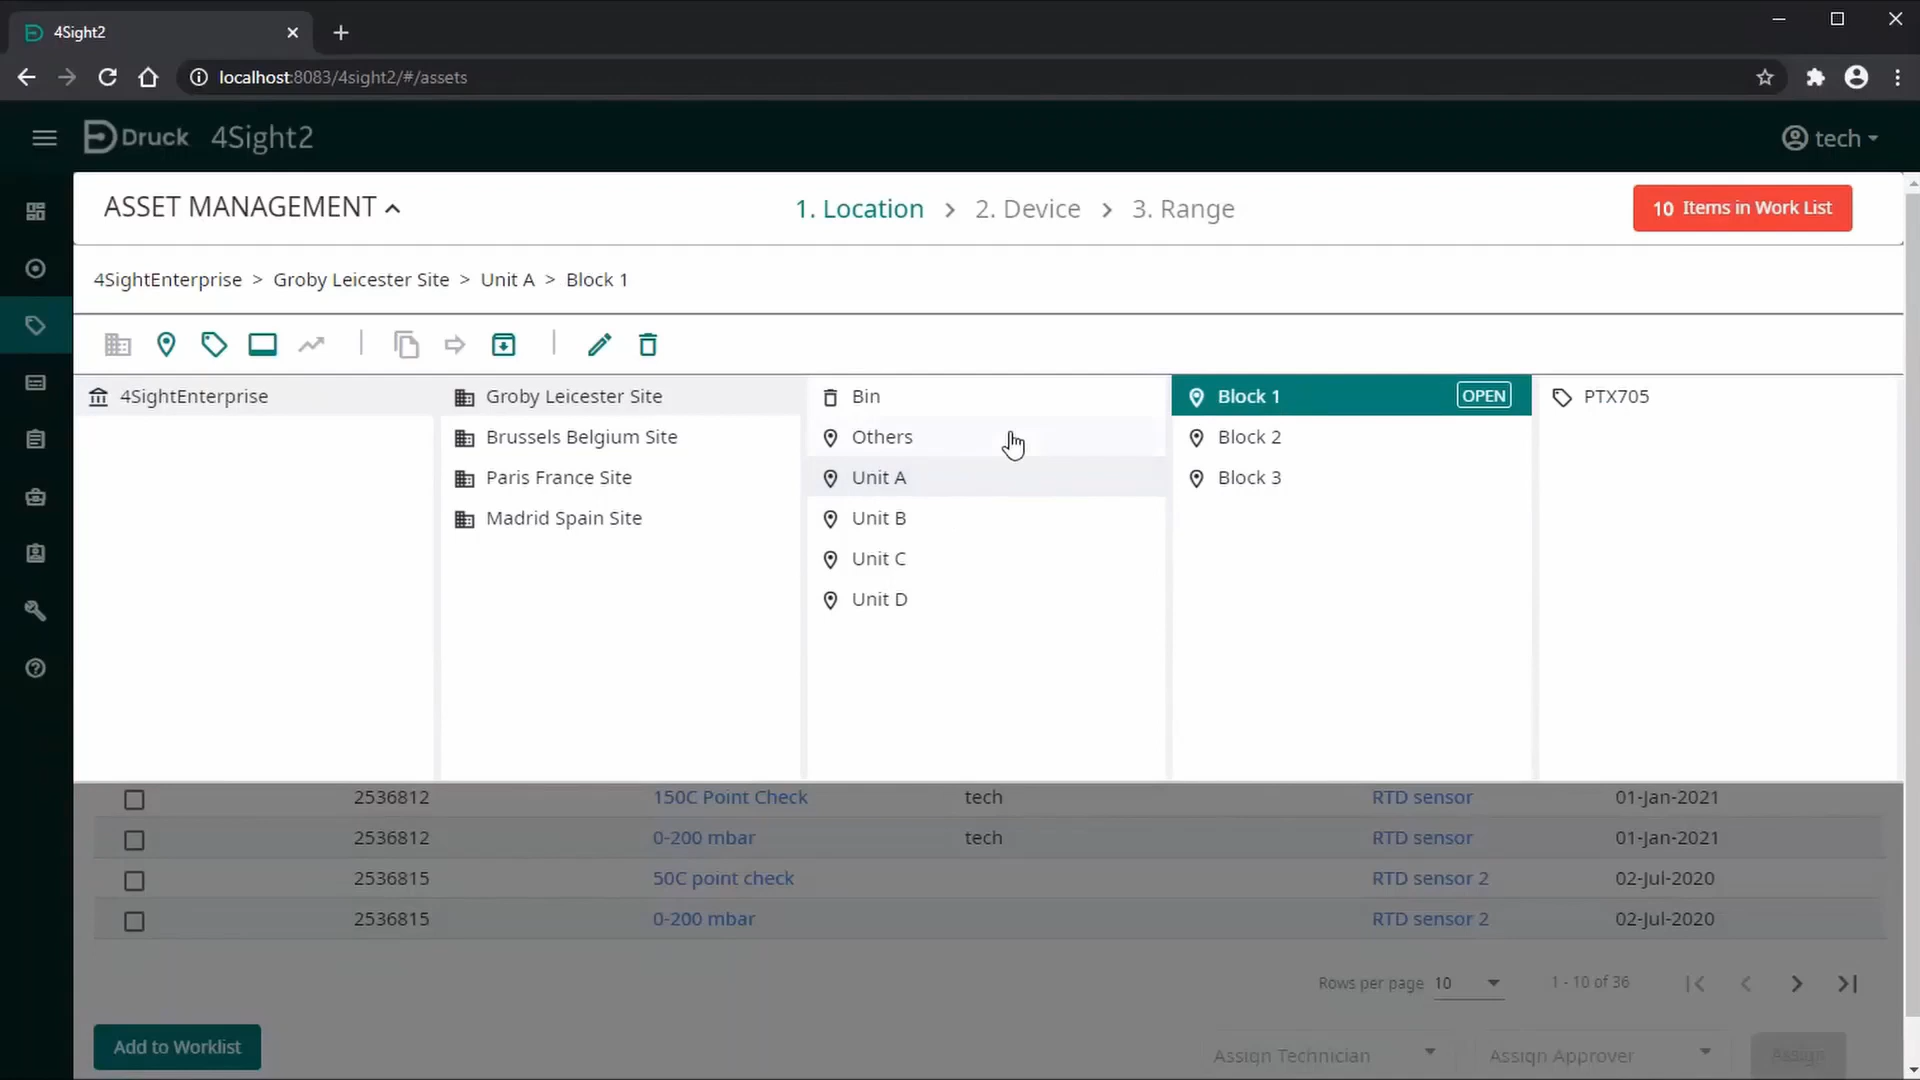 4Sight2
localhost:8083/4sight2/#/assets
Druck 4Sight2
tech
ASSET MANAGEMENT
1. Location > 2. Device > 3. Range
10 Items in Work List
4SightEnterprise > Groby Leicester Site > Unit A > Block 1
4SightEnterprise
Groby Leicester Site
Brussels Belgium Site
Paris France Site
Madrid Spain Site
Bin
Others
Unit A
Unit B
Unit C
Unit D
Block 1 OPEN
Block 2
Block 3
PTX705
2536812 150C Point Check tech RTD sensor 01-Jan-2021
2536812 0-200 mbar tech RTD sensor 01-Jan-2021
2536815 50C point check RTD sensor 2 02-Jul-2020
2536815 0-200 mbar RTD sensor 2 02-Jul-2020
Rows per page 10 1 - 10 of 36
Add to Worklist
Assign Technician
Assign Approver
Assign